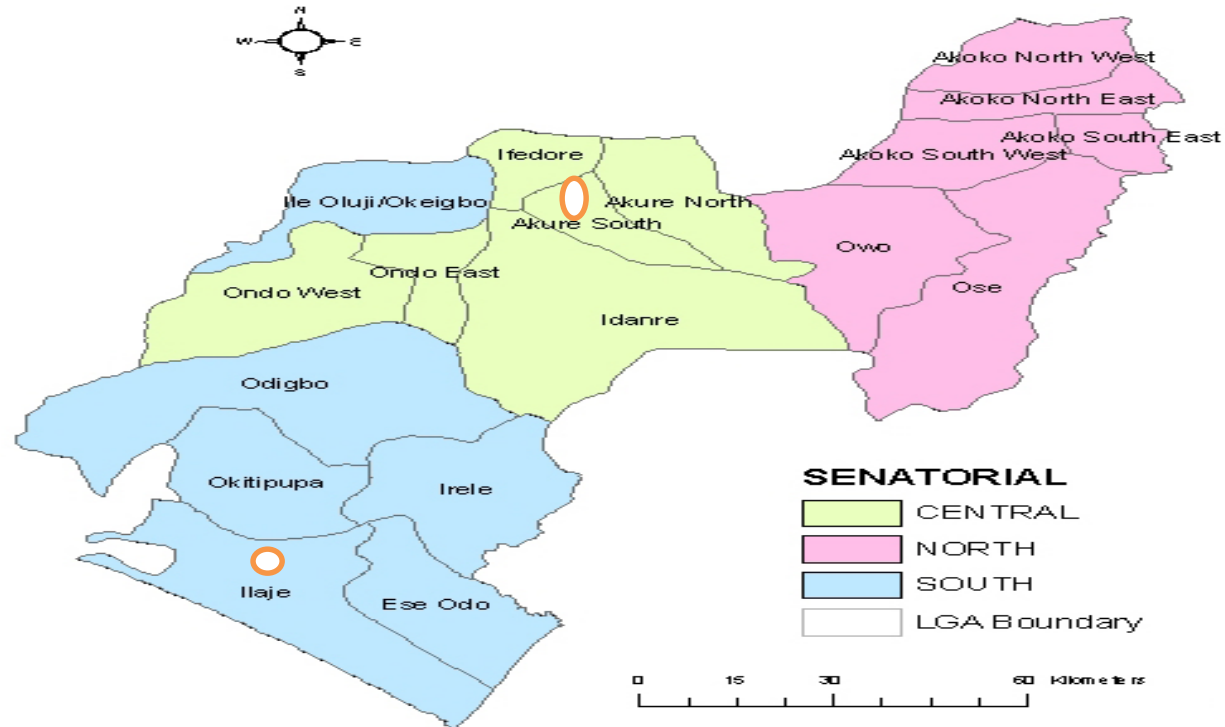 N
W E
S
Akoko North West
Akoko North East
Akoko South East
Akoko South West
Ifedore
Ile Oluji/Okeigbo
Akure North
Akure South
Owo
Ondo East
Ose
Ondo West
Idanre
Odigbo
Okitipupa
Irele
Ilaje
Ese Odo
SENATORIAL
CENTRAL
NORTH
SOUTH
LGA Boundary
0 15 30 60 Kilometers